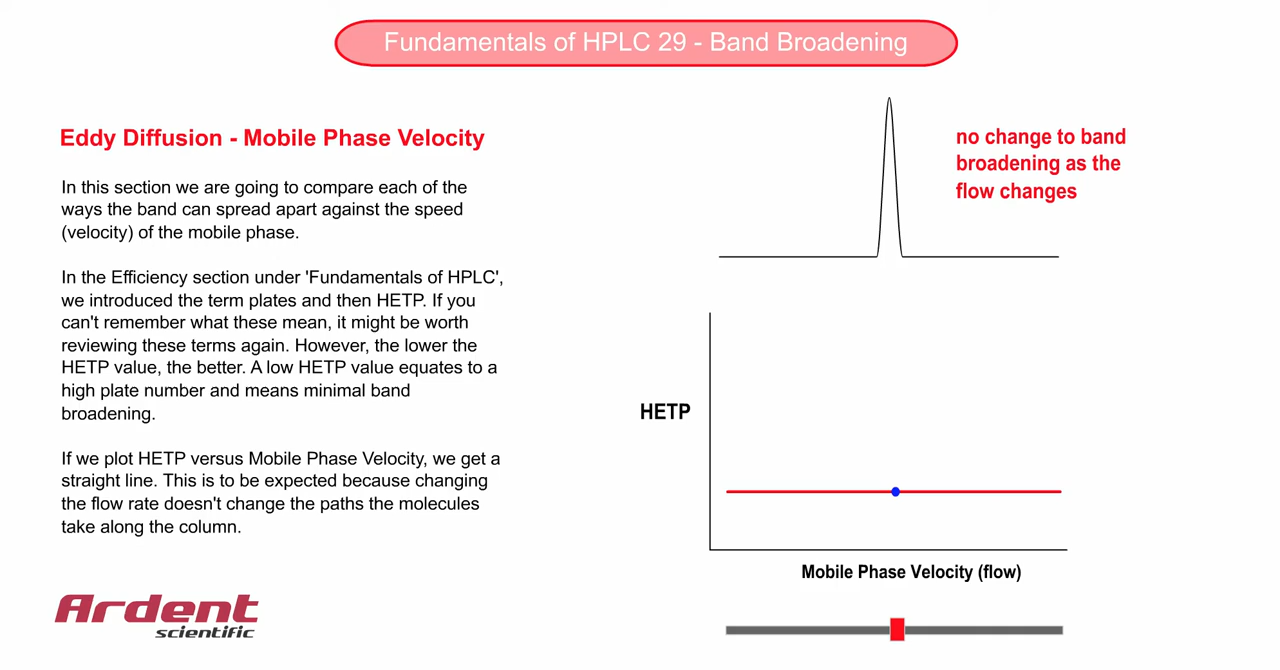 Fundamentals of HPLC 29 - Band Broadening
Eddy Diffusion - Mobile Phase Velocity
In this section we are going to compare each of the
ways the band can spread apart against the speed
(velocity) of the mobile phase.
In the Efficiency section under 'Fundamentals of HPLC',
we introduced the term plates and then HETP. If you
can't remember what these mean, it might be worth
reviewing these terms again. However, the lower the
HETP value, the better. A low HETP value equates to a
high plate number and means minimal band
broadening.
If we plot HETP versus Mobile Phase Velocity, we get a
straight line. This is to be expected because changing
the flow rate doesn't change the paths the molecules
take along the column.
no change to band
broadening as the
flow changes
HETP
Mobile Phase Velocity (flow)
Ardent
scientific